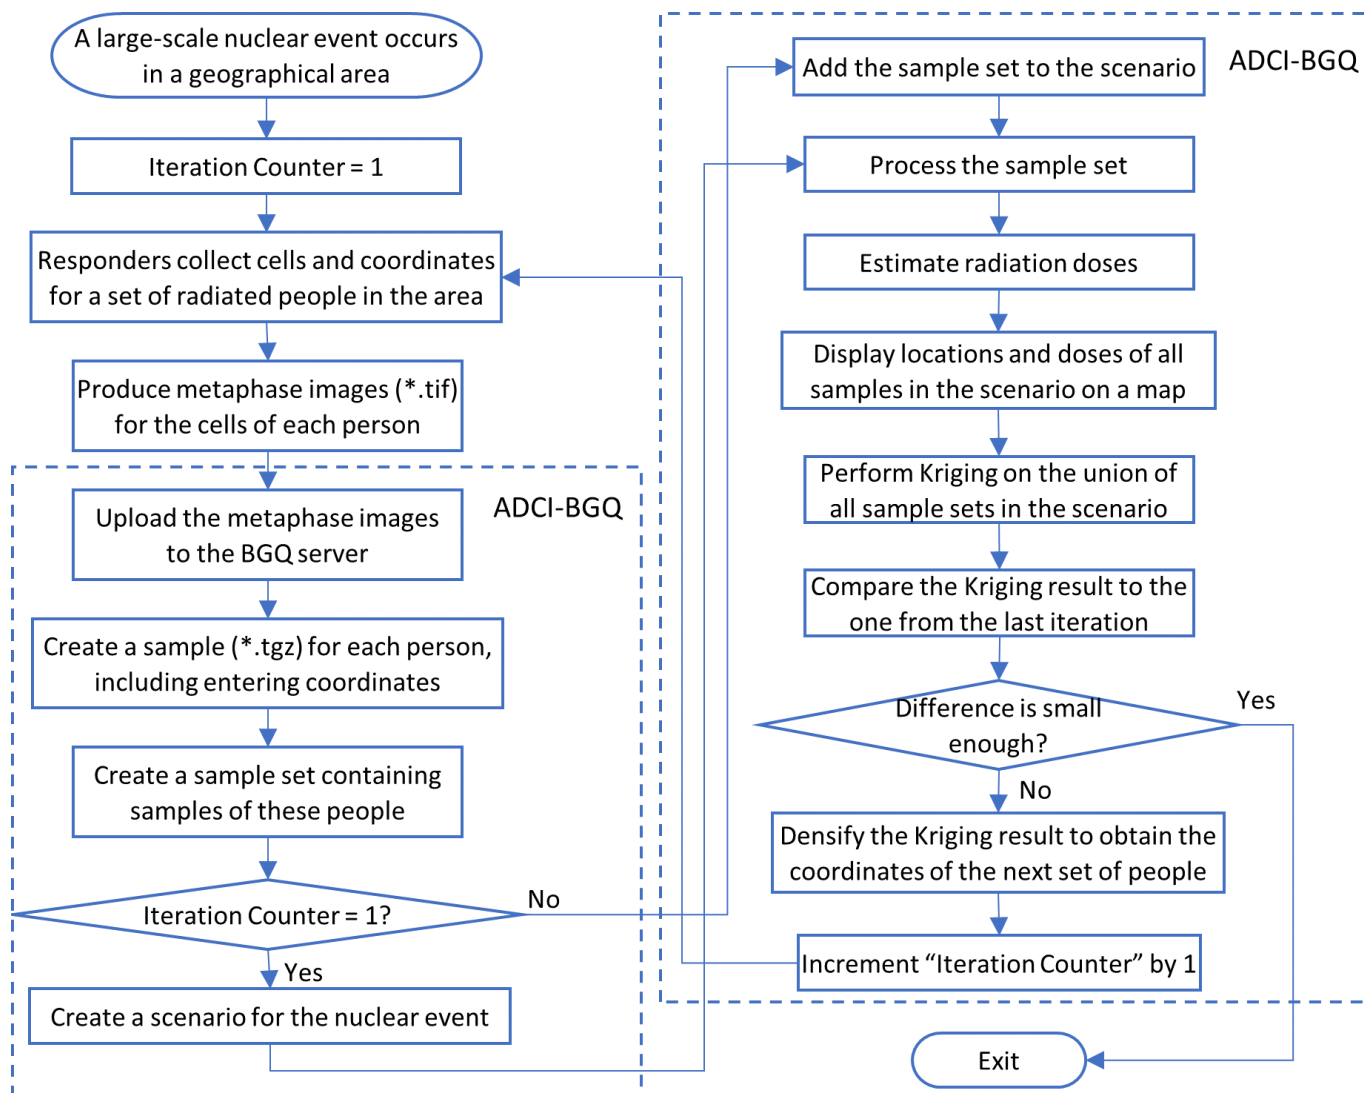 A large-scale nuclear event occurs
in a geographical area
Iteration Counter = 1
Responders collect cells and coordinates
for a set of radiated people in the area
Produce metaphase images (*.tif)
for the cells of each person
ADCI-BGQ
Upload the metaphase images
to the BGQ server
Create a sample (*.tgz) for each person,
including entering coordinates
Create a sample set containing
samples of these people
Iteration Counter = 1?
No
Yes
Create a scenario for the nuclear event
ADCI-BGQ
Add the sample set to the scenario
Process the sample set
Estimate radiation doses
Display locations and doses of all
samples in the scenario on a map
Perform Kriging on the union of
all sample sets in the scenario
Compare the Kriging result to the
one from the last iteration
Difference is small
enough?
Yes
No
Densify the Kriging result to obtain the
coordinates of the next set of people
Increment “Iteration Counter” by 1
Exit